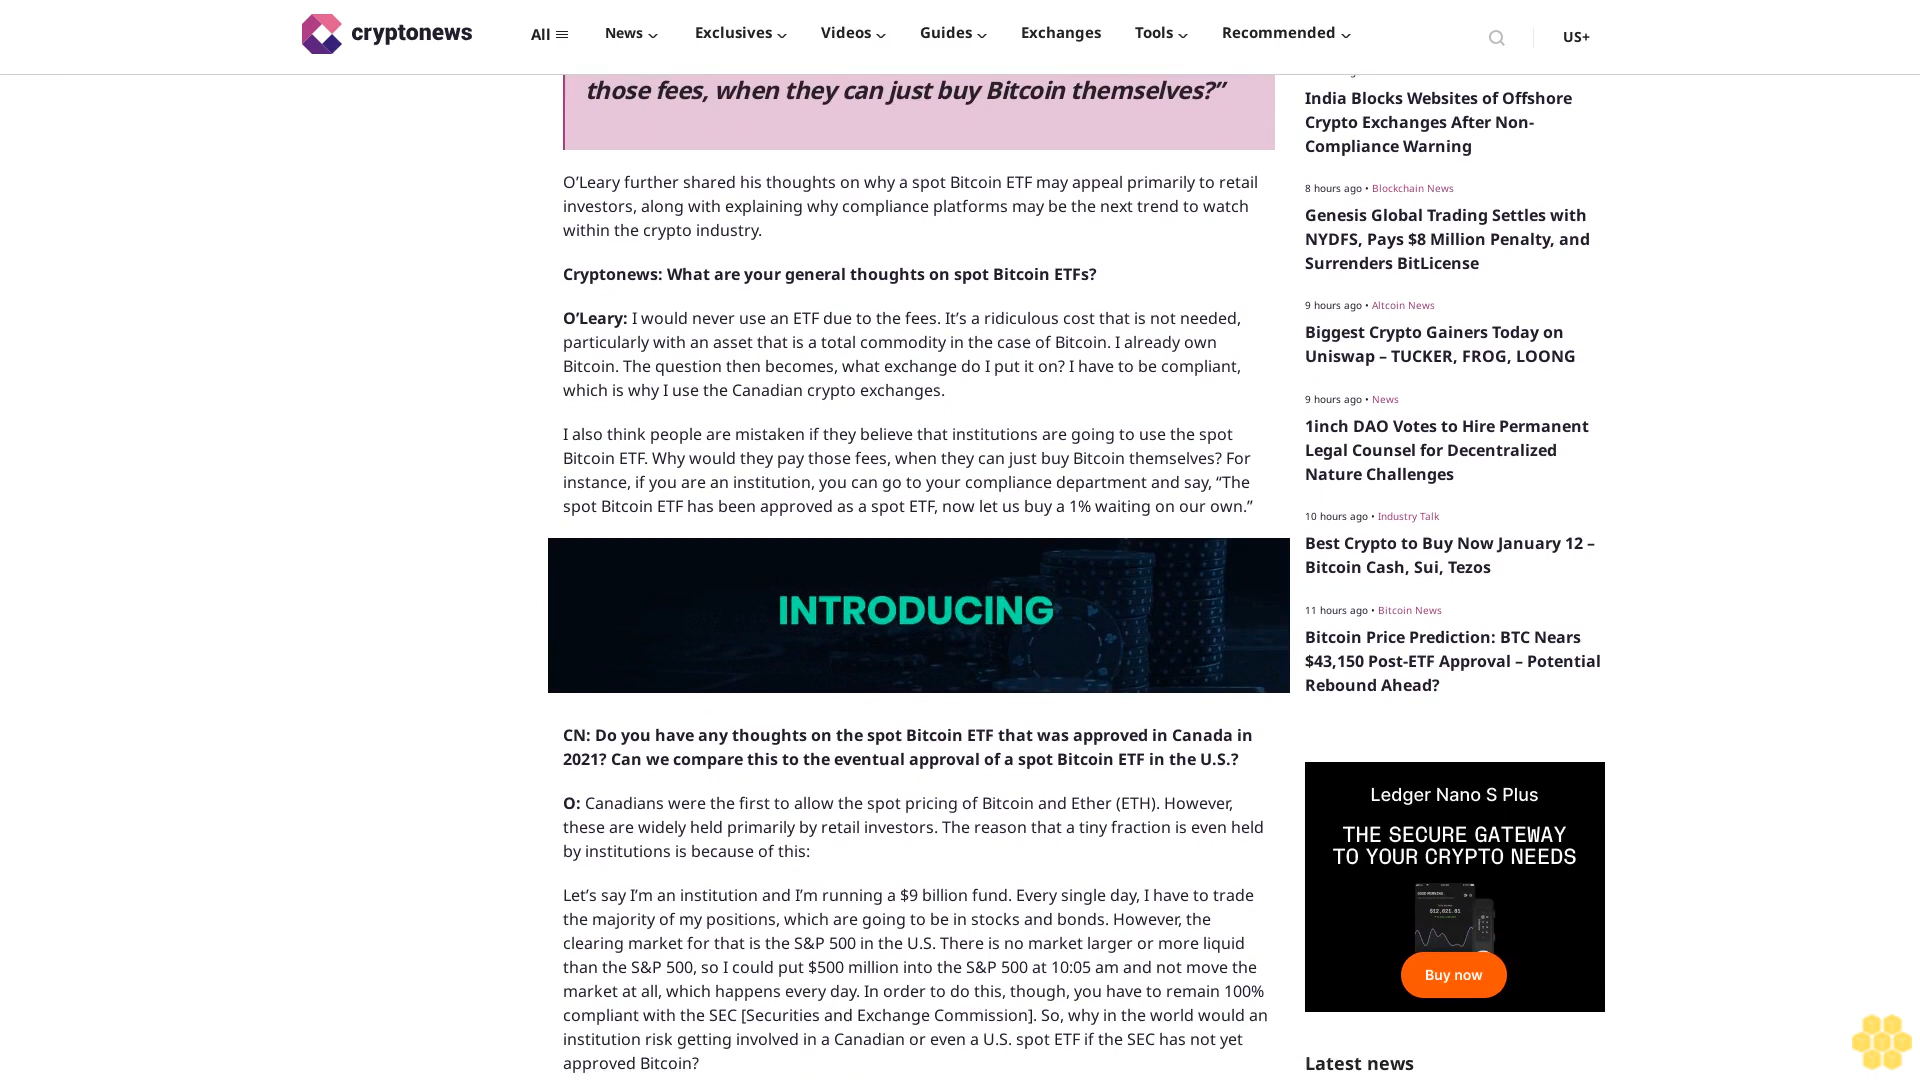 cryptonews
All
News
Exclusives
Videos
Guides
Exchanges
Tools
Recommended
US+
those fees, when they can just buy Bitcoin themselves?”
O’Leary further shared his thoughts on why a spot Bitcoin ETF may appeal primarily to retail
investors, along with explaining why compliance platforms may be the next trend to watch
within the crypto industry.
Cryptonews: What are your general thoughts on spot Bitcoin ETFs?
O’Leary: I would never use an ETF due to the fees. It’s a ridiculous cost that is not needed,
particularly with an asset that is a total commodity in the case of Bitcoin. I already own
Bitcoin. The question then becomes, what exchange do I put it on? I have to be compliant,
which is why I use the Canadian crypto exchanges.
I also think people are mistaken if they believe that institutions are going to use the spot
Bitcoin ETF. Why would they pay those fees, when they can just buy Bitcoin themselves? For
instance, if you are an institution, you can go to your compliance department and say, “The
spot Bitcoin ETF has been approved as a spot ETF, now let us buy a 1% waiting on our own.”
INTRODUCING
CN: Do you have any thoughts on the spot Bitcoin ETF that was approved in Canada in
2021? Can we compare this to the eventual approval of a spot Bitcoin ETF in the U.S.?
O: Canadians were the first to allow the spot pricing of Bitcoin and Ether (ETH). However,
these are widely held primarily by retail investors. The reason that a tiny fraction is even held
by institutions is because of this:
Let’s say I’m an institution and I’m running a $9 billion fund. Every single day, I have to trade
the majority of my positions, which are going to be in stocks and bonds. However, the
clearing market for that is the S&P 500 in the U.S. There is no market larger or more liquid
than the S&P 500, so I could put $500 million into the S&P 500 at 10:05 am and not move the
market at all, which happens every day. In order to do this, though, you have to remain 100%
compliant with the SEC [Securities and Exchange Commission]. So, why in the world would an
institution risk getting involved in a Canadian or even a U.S. spot ETF if the SEC has not yet
approved Bitcoin?
India Blocks Websites of Offshore
Crypto Exchanges After Non-
Compliance Warning
8 hours ago • Blockchain News
Genesis Global Trading Settles with
NYDFS, Pays $8 Million Penalty, and
Surrenders BitLicense
9 hours ago • Altcoin News
Biggest Crypto Gainers Today on
Uniswap – TUCKER, FROG, LOONG
9 hours ago • News
1inch DAO Votes to Hire Permanent
Legal Counsel for Decentralized
Nature Challenges
10 hours ago • Industry Talk
Best Crypto to Buy Now January 12 –
Bitcoin Cash, Sui, Tezos
11 hours ago • Bitcoin News
Bitcoin Price Prediction: BTC Nears
$43,150 Post-ETF Approval – Potential
Rebound Ahead?
Ledger Nano S Plus
THE SECURE GATEWAY
TO YOUR CRYPTO NEEDS
$12,021.81
Buy now
Latest news